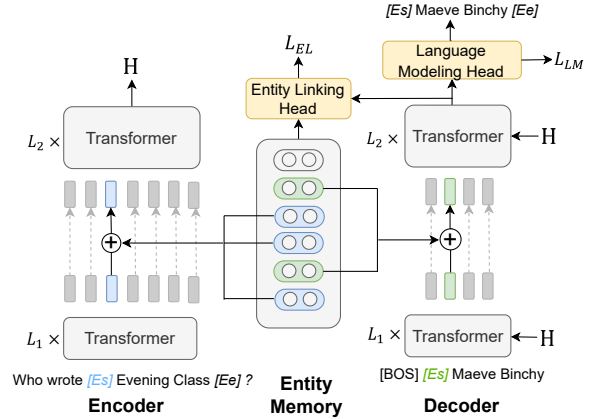 [Es] Maeve Binchy [Ee]
L_EL
Language
Modeling Head
L_LM
H
Entity Linking
Head
L_2 × Transformer
L_2 × Transformer
H
L_1 × Transformer
L_1 × Transformer
H
Who wrote [Es] Evening Class [Ee] ?
[BOS] [Es] Maeve Binchy
Encoder
Entity
Memory
Decoder